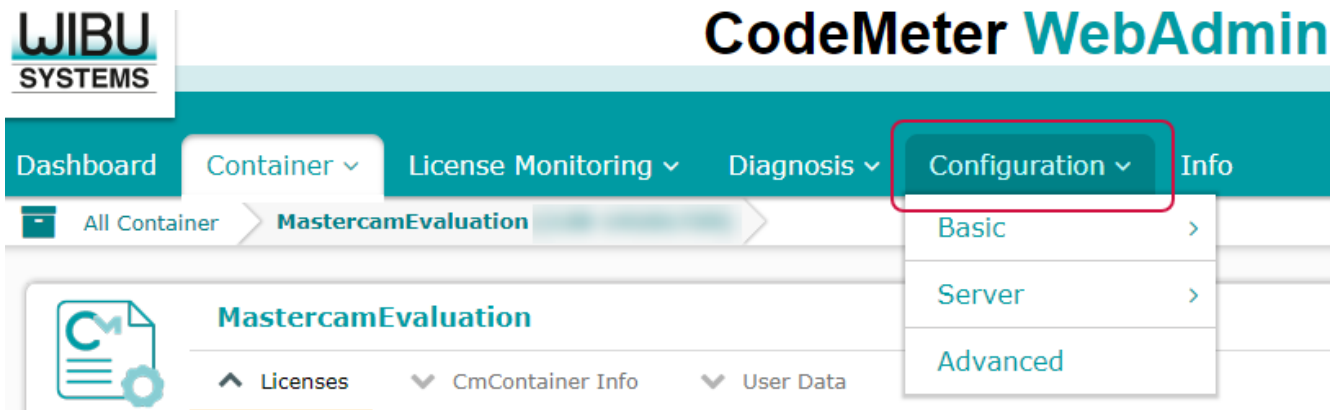 WIBU
SYSTEMS
CodeMeter WebAdmin
Dashboard Container License Monitoring Diagnosis Configuration Info
All Container MastercamEvaluation
Basic
Server
Advanced
CM
MastercamEvaluation
Licenses CmContainer Info User Data